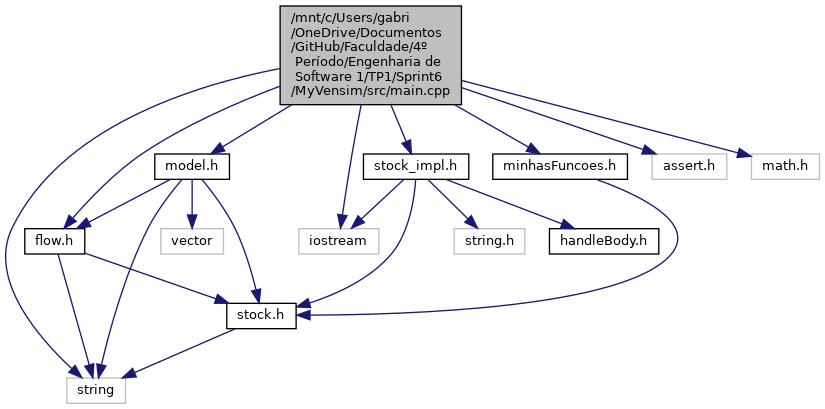 /mnt/c/Users/gabri
/OneDrive/Documentos
/GitHub/Faculdade/4º
Período/Engenharia de
Software 1/TP1/Sprint6
/MyVensim/src/main.cpp
model.h
stock_impl.h
minhasFuncoes.h
assert.h
math.h
flow.h
vector
iostream
string.h
handleBody.h
stock.h
string